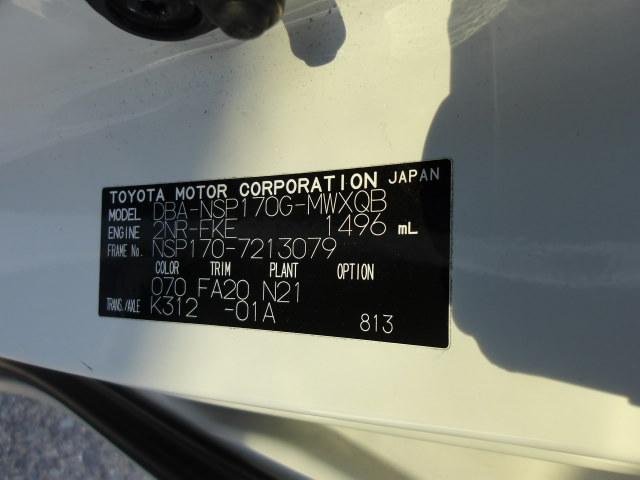 TOYOTA MOTOR CORPORATION JAPAN
MODEL DBA-NSP170G-MWXQB
ENGINE 2NR-FKE 1496 mL
FRAME No. NSP170-7213079
COLOR TRIM PLANT OPTION
070 FA20 N21
TRANS./AXLE K312 -01A
813